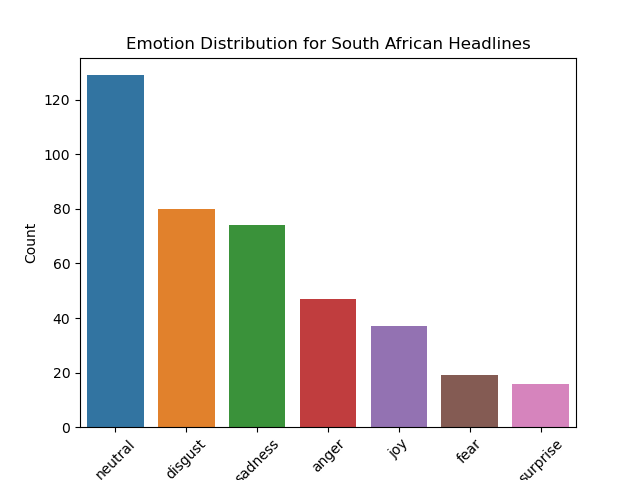 Emotion Distribution for South African Headlines
Count
120
100
80
60
40
20
0
neutral
disgust
sadness
anger
joy
fear
surprise